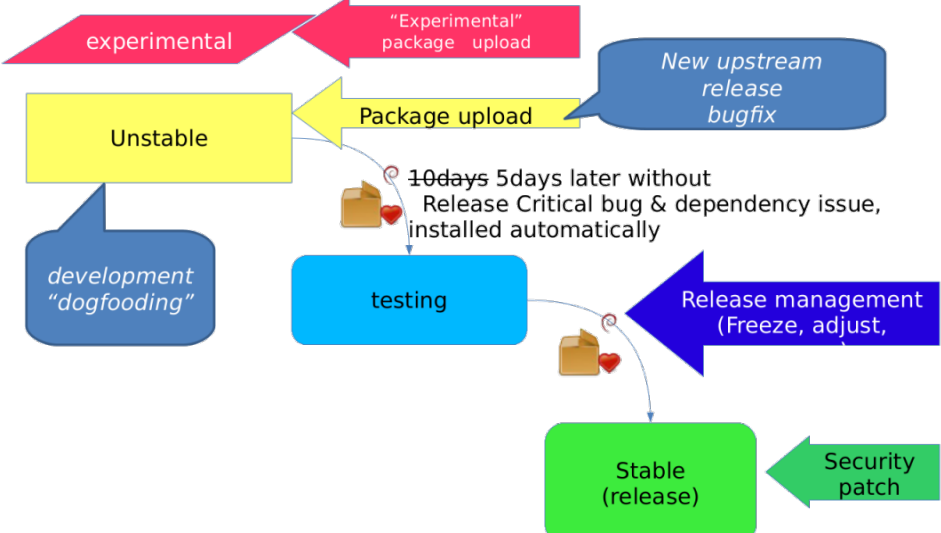 experimental
“Experimental”
package upload
New upstream
release
bugfix
Package upload
Unstable
10days 5days later without
Release Critical bug & dependency issue,
installed automatically
development
“dogfooding”
testing
Release management
(Freeze, adjust,
Stable
(release)
Security
patch